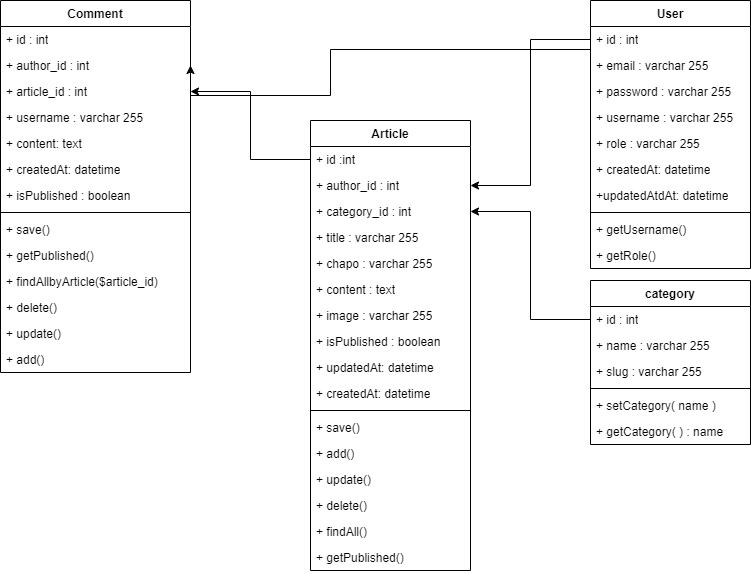 Comment
+ id : int
+ author_id : int
+ article_id : int
+ username : varchar 255
+ content: text
+ createdAt: datetime
+ isPublished : boolean
+ save()
+ getPublished()
+ findAllbyArticle($article_id)
+ delete()
+ update()
+ add()
Article
+ id :int
+ author_id : int
+ category_id : int
+ title : varchar 255
+ chapo : varchar 255
+ content : text
+ image : varchar 255
+ isPublished : boolean
+ updatedAt: datetime
+ createdAt: datetime
+ save()
+ add()
+ update()
+ delete()
+ findAll()
+ getPublished()
User
+ id : int
+ email : varchar 255
+ password : varchar 255
+ username : varchar 255
+ role : varchar 255
+ createdAt: datetime
+updatedAtdAt: datetime
+ getUsername()
+ getRole()
category
+ id : int
+ name : varchar 255
+ slug : varchar 255
+ setCategory( name )
+ getCategory( ) : name